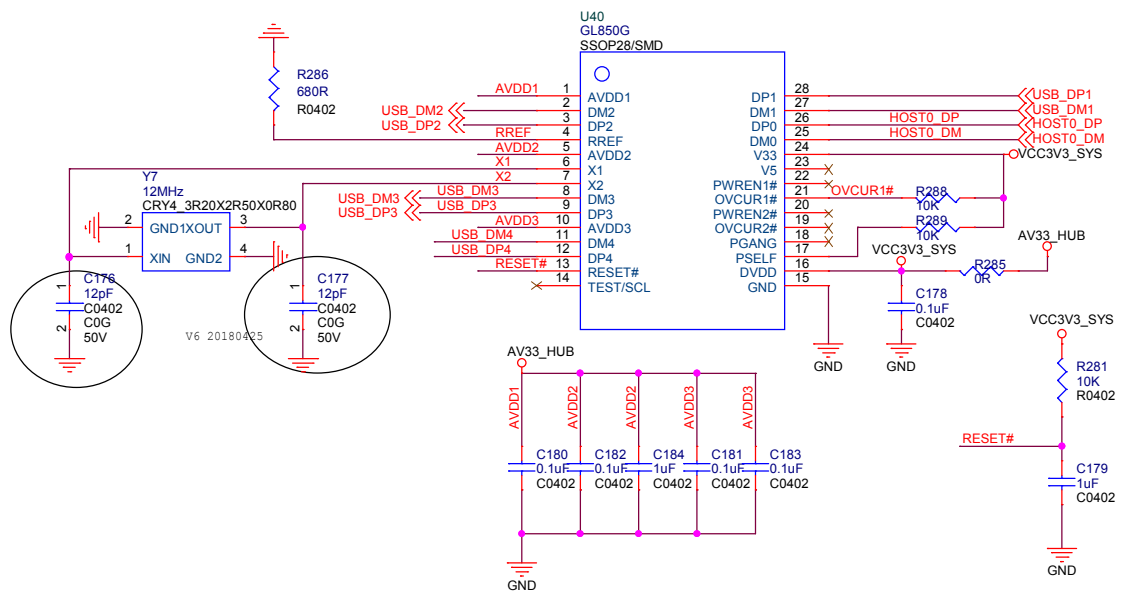 U40
GL850G
SSOP28/SMD
R286
680R
R0402
AVDD1
USB_DM2
USB_DP2
RREF
AVDD2
X1
X2
USB_DM3
USB_DP3
USB_DM3
USB_DP3
AVDD3
USB_DM4
USB_DP4
RESET#
1
2
3
4
5
6
7
8
9
10
11
12
13
14
AVDD1
DM2
DP2
RREF
AVDD2
X1
X2
DM3
DP3
AVDD3
DM4
DP4
RESET#
TEST/SCL
DP1
DM1
DP0
DM0
V33
V5
PWREN1#
OVCUR1#
PWREN2#
OVCUR2#
PGANG
PSELF
DVDD
GND
28
27
26
25
24
23
22
21
20
19
18
17
16
15
HOST0_DP
HOST0_DM
USB_DP1
USB_DM1
HOST0_DP
HOST0_DM
VCC3V3_SYS
OVCUR1#
R288
10K
R289
10K
VCC3V3_SYS
AV33_HUB
R285
0R
C178
0.1uF
C0402
GND
GND
Y7
12MHz
CRY4_3R20X2R50X0R80
2
GND1
XOUT
3
1
XIN
GND2
4
1
C176
12pF
C0402
2
C0G
50V
V6 20180425
1
C177
12pF
C0402
2
C0G
50V
AV33_HUB
AVDD1
AVDD2
AVDD2
AVDD3
AVDD3
C180
0.1uF
C0402
C182
0.1uF
C0402
C184
1uF
C0402
C181
0.1uF
C0402
C183
0.1uF
C0402
GND
VCC3V3_SYS
R281
10K
R0402
RESET#
C179
1uF
C0402
GND